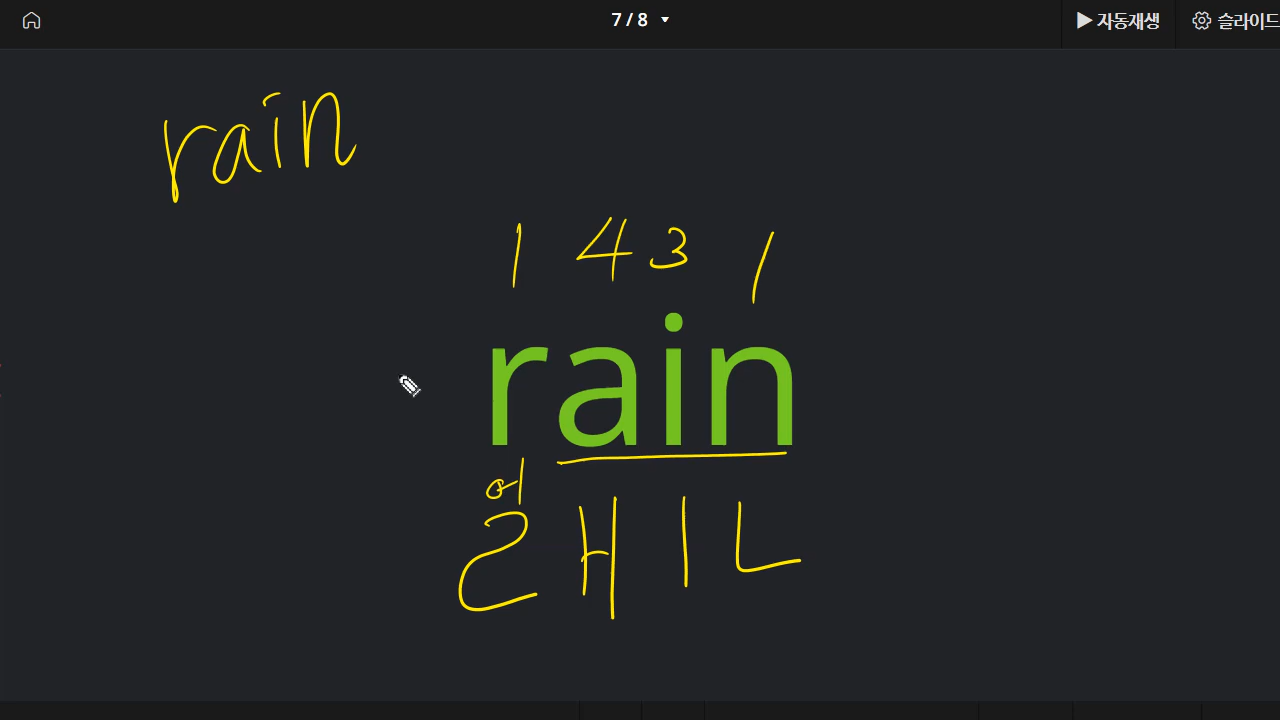 7 / 8 ▼ ▶ 자동재생 슬라이드
rain
1 4 3 1
rain
어
ㄹ ㅐ ㅣ ㄴ